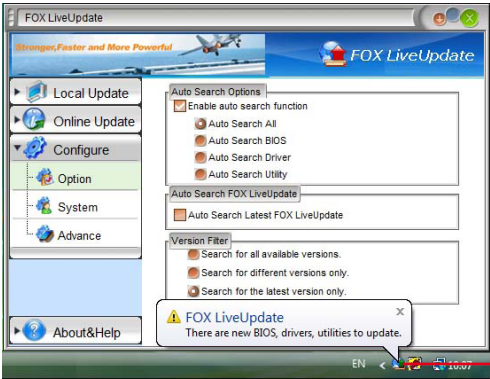 FOX LiveUpdate
Stronger,Faster and More Powerful
FOX LiveUpdate
Local Update
Online Update
Configure
Option
System
Advance
About&Help
Auto Search Options
Enable auto search function
Auto Search All
Auto Search BIOS
Auto Search Driver
Auto Search Utility
Auto Search FOX LiveUpdate
Auto Search Latest FOX LiveUpdate
Version Filter
Search for all available versions.
Search for different versions only.
Search for the latest version only.
FOX LiveUpdate
There are new BIOS, drivers, utilities to update.
EN